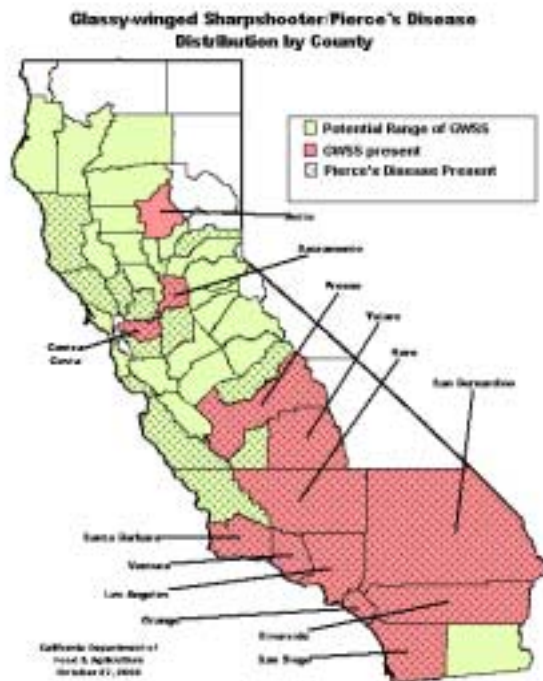 Glassy-winged Sharpshooter/Pierce's Disease
Distribution by County
Potential Range of GWSS
GWSS present
Pierce's Disease Present
Butte
Sacramento
Fresno
Tulare
Contra
Costa
Kern
San Bernardino
Santa Barbara
Ventura
Los Angeles
Orange
Riverside
San Diego
California Department of
Food & Agriculture
October 27,